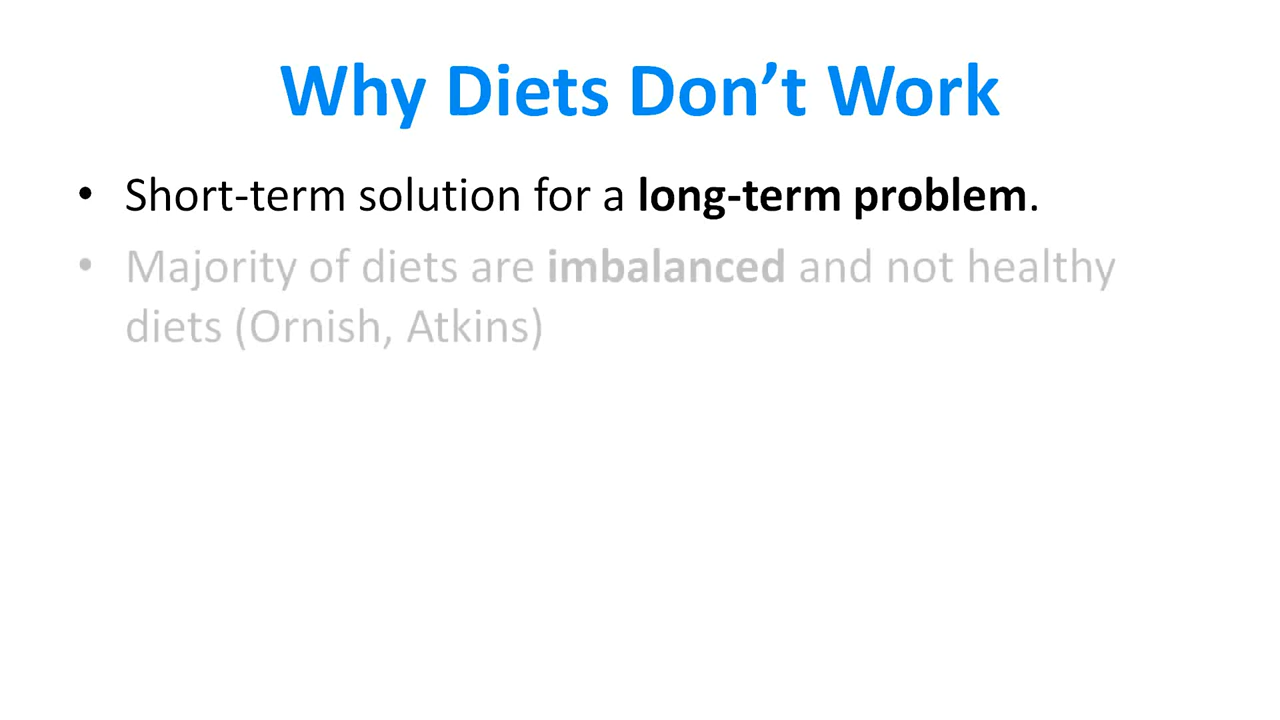 Why Diets Don’t Work
• Short-term solution for a long-term problem.
• Majority of diets are imbalanced and not healthy
diets (Ornish, Atkins)